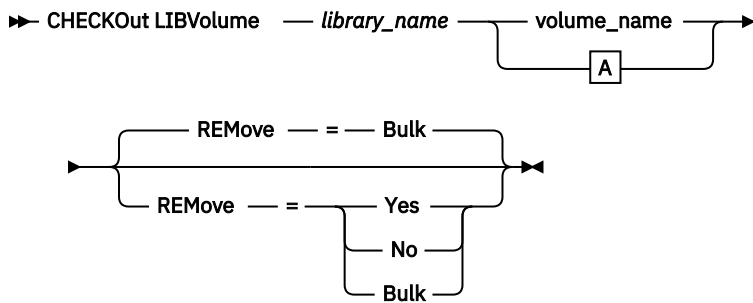 CHECKOut LIBVolume library_name volume_name
A
REMove = Bulk
REMove = Yes
No
Bulk